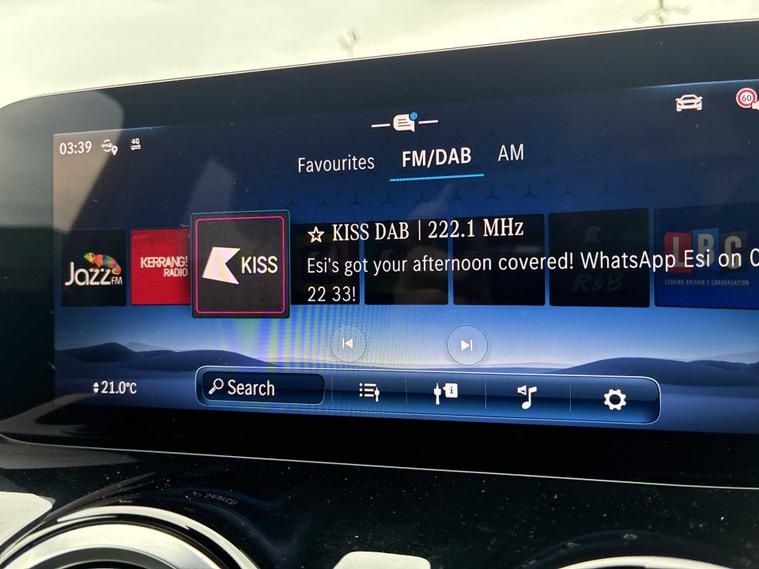 03:39
4G
60
Favourites
FM/DAB
AM
Jazz FM
KERRANG!
RADIO
KISS
☆ KISS DAB | 222.1 MHz
Esi's got your afternoon covered! WhatsApp Esi on
22 33!
R&B
LBC
LEADING BRITAIN'S CONVERSATION
21.0°C
Search